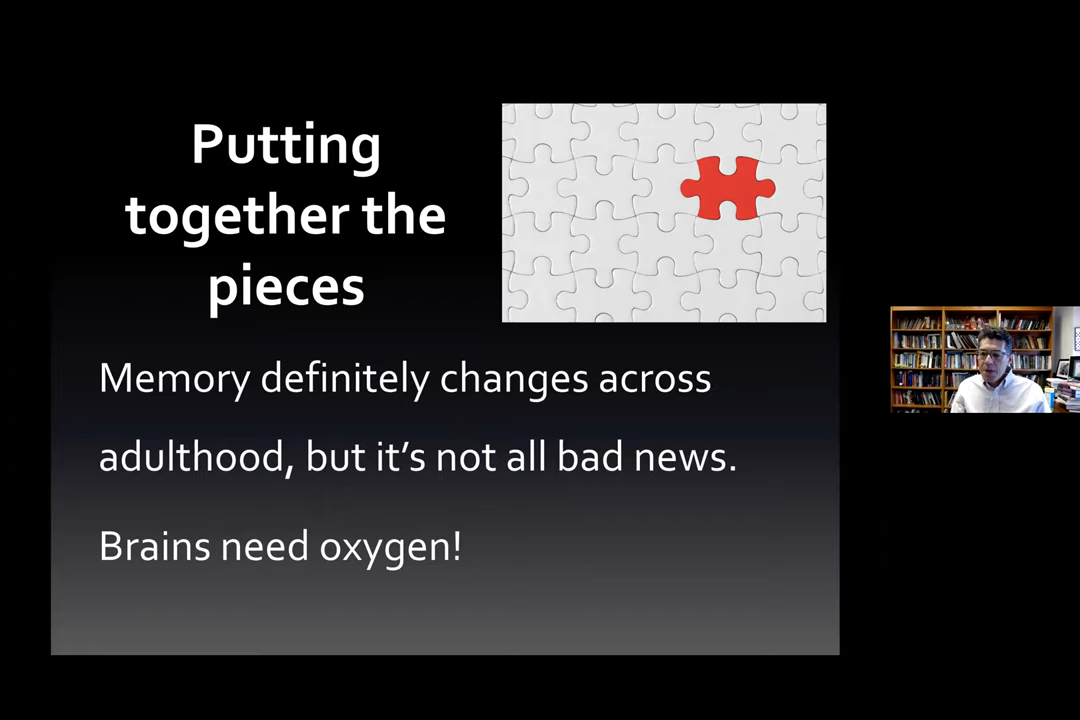 Putting
together the
pieces
Memory definitely changes across
adulthood, but it’s not all bad news.
Brains need oxygen!